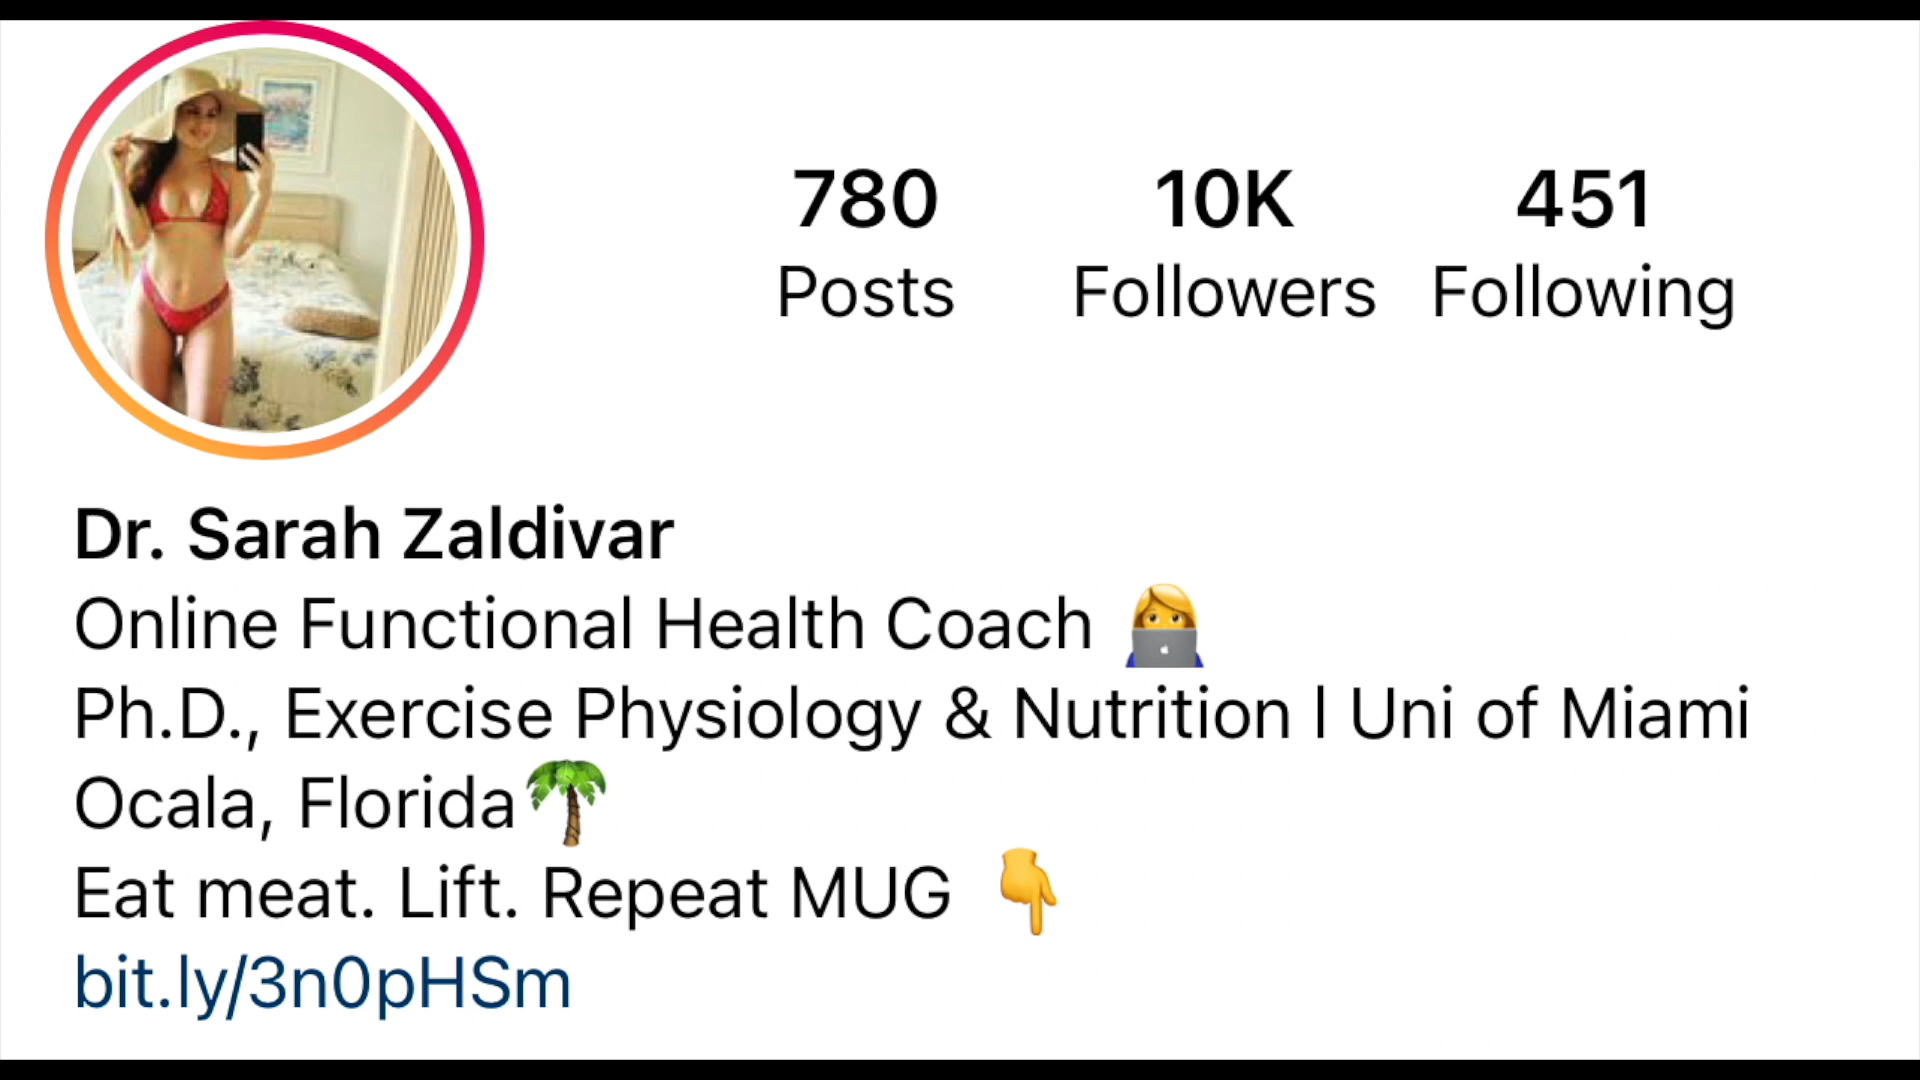 780 10K 451
Posts Followers Following
Dr. Sarah Zaldivar
Online Functional Health Coach 👩‍💻
Ph.D., Exercise Physiology & Nutrition l Uni of Miami
Ocala, Florida🌴
Eat meat. Lift. Repeat MUG 👇
bit.ly/3n0pHSm